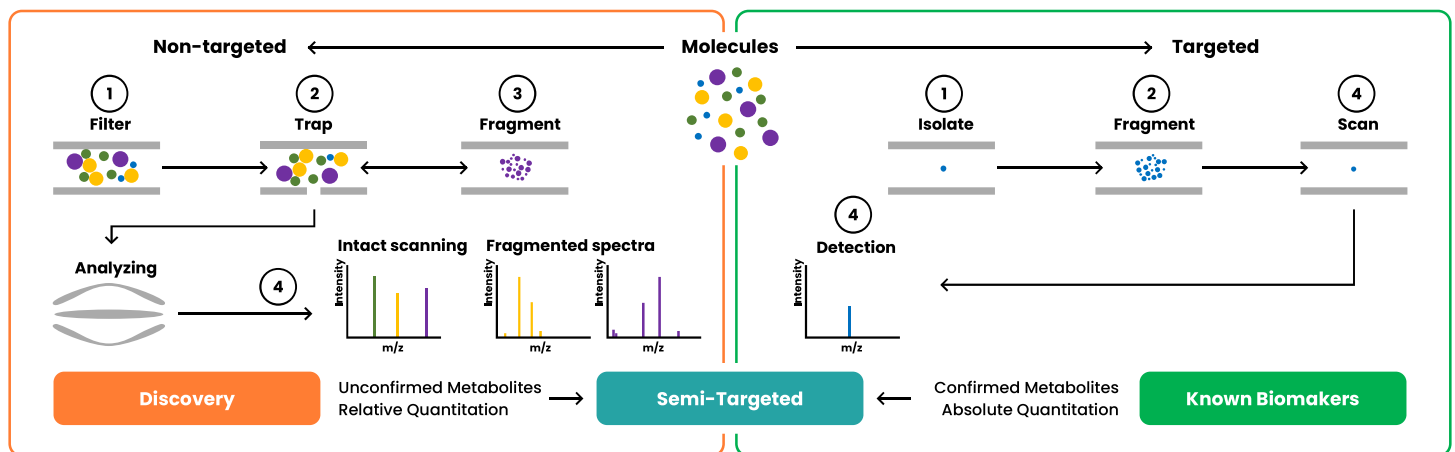 Non-targeted
Molecules
Targeted
1
Filter
2
Trap
3
Fragment
1
Isolate
2
Fragment
4
Scan
Analyzing
4
Intact scanning
Intensity
m/z
Fragmented spectra
Intensity
m/z
Intensity
m/z
4
Detection
Intensity
m/z
Discovery
Unconfirmed Metabolites
Relative Quantitation
Semi-Targeted
Confirmed Metabolites
Absolute Quantitation
Known Biomakers